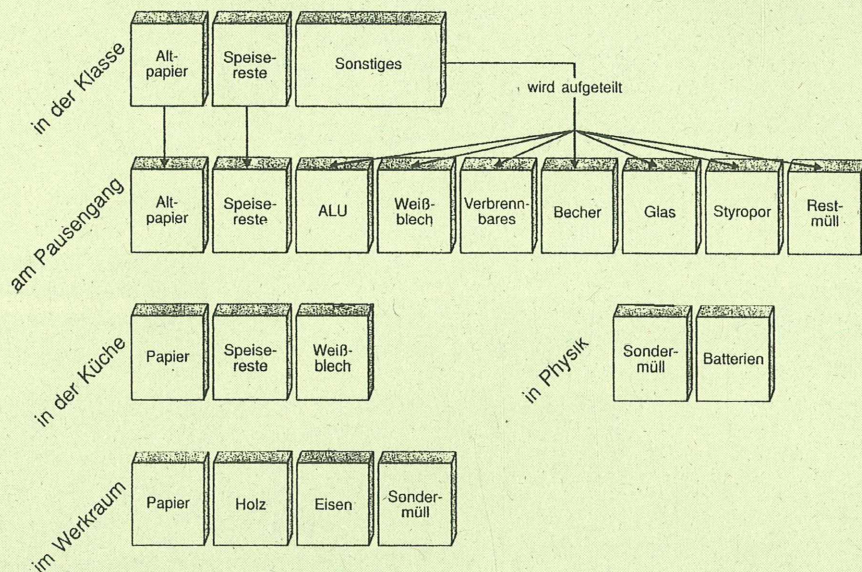 in der Klasse
Alt-
papier
Speise-
reste
Sonstiges
wird aufgeteilt
am Pausengang
Alt-
papier
Speise-
reste
ALU
Weiß-
blech
Verbrenn-
bares
Becher
Glas
Styropor
Rest-
müll
in der Küche
Papier
Speise-
reste
Weiß-
blech
in Physik
Sonder-
müll
Batterien
im Werkraum
Papier
Holz
Eisen
Sonder-
müll